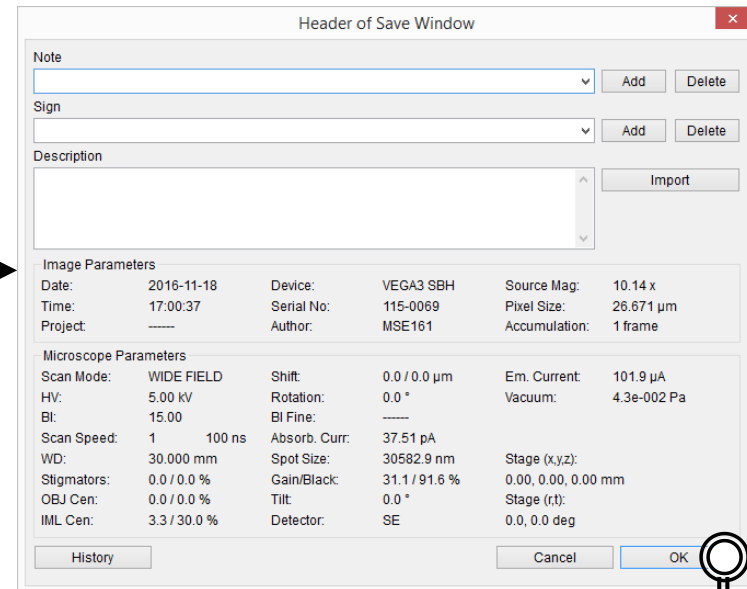 Header of Save Window
Note
Add Delete
Sign
Add Delete
Description
Import
Image Parameters
Date: 2016-11-18 Device: VEGA3 SBH Source Mag: 10.14 x
Time: 17:00:37 Serial No: 115-0069 Pixel Size: 26.671 µm
Project: ------ Author: MSE161 Accumulation: 1 frame
Microscope Parameters
Scan Mode: WIDE FIELD Shift: 0.0 / 0.0 µm Em. Current: 101.9 µA
HV: 5.00 kV Rotation: 0.0 ° Vacuum: 4.3e-002 Pa
BI: 15.00 BI Fine: ------
Scan Speed: 1 100 ns Absorb. Curr: 37.51 pA
WD: 30.000 mm Spot Size: 30582.9 nm Stage (x,y,z):
Stigmators: 0.0 / 0.0 % Gain/Black: 31.1 / 91.6 % 0.00, 0.00, 0.00 mm
OBJ Cen: 0.0 / 0.0 % Tilt: 0.0 ° Stage (r,t):
IML Cen: 3.3 / 30.0 % Detector: SE 0.0, 0.0 deg
History Cancel OK